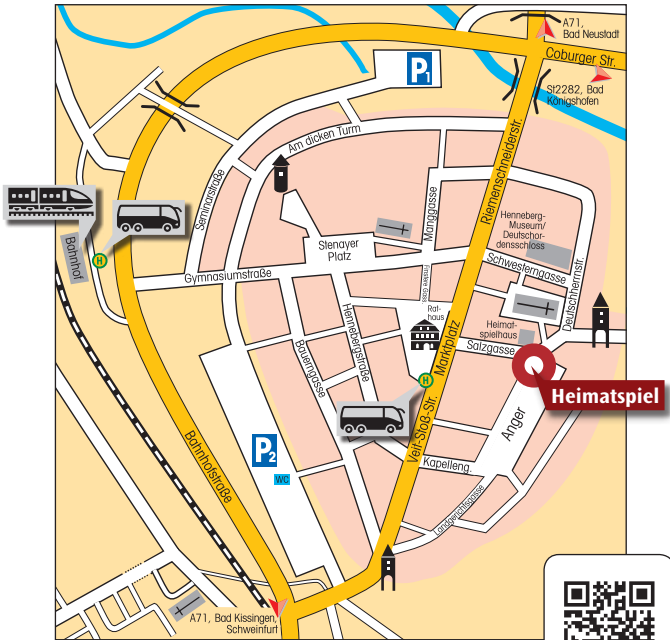 A71,
Bad Neustadt
Coburger Str.
P1
St2282, Bad
Königshofen
Am dicken Turm
Riemenschneiderstr.
Seminarstraße
Manggasse
Henneberg-
Museum/
Deutschor-
densschloss
Stenayer
Platz
Bahnhof
H
Gymnasiumstraße
Schwesterngasse
Deutschherrnstr.
Rat-
haus
Heimat-
spielhaus
Hennebergstraße
Marktplatz
Salzgasse
Bauerngasse
H
Heimatspiel
Veit-Stoß-Str.
Anger
P2
WC
Bahnhofstraße
Kapelleng.
Landgerichtsgasse
A71, Bad Kissingen,
Schweinfurt